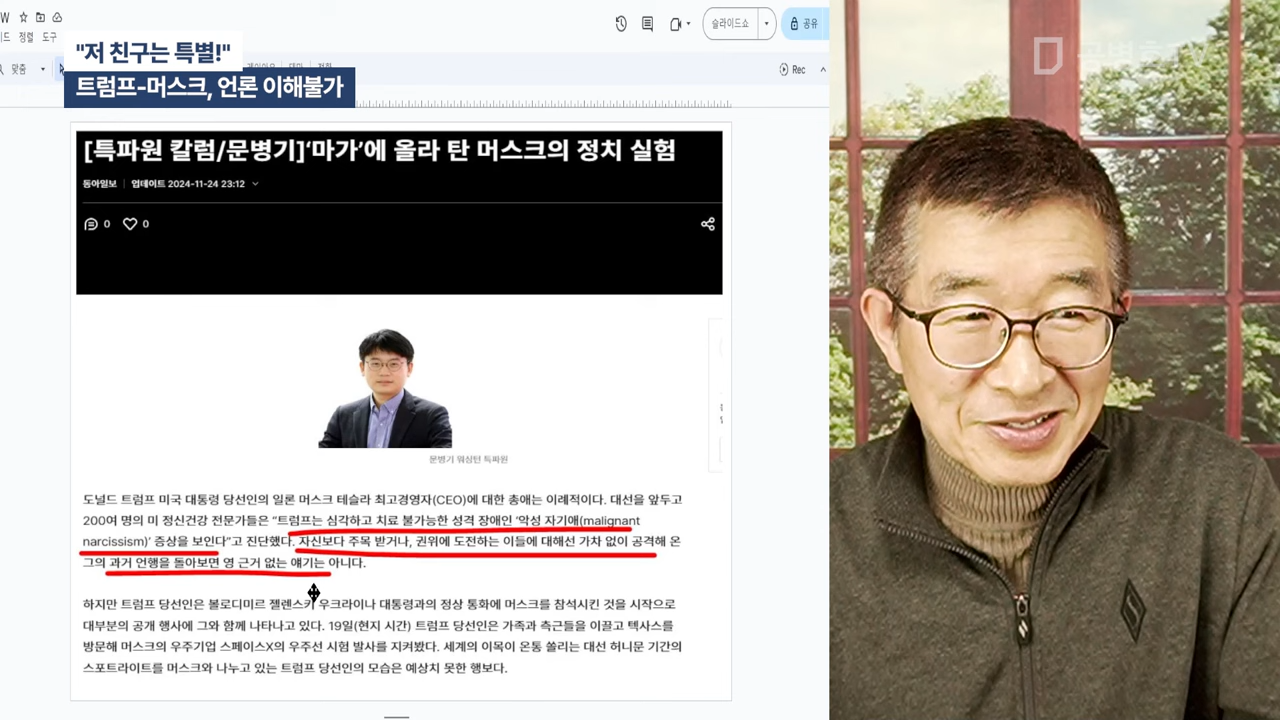 W
드 정렬 도구
슬라이드쇼
공유
"저 친구는 특별!"
맞춤
Rec
트럼프-머스크, 언론 이해불가
[특파원 칼럼/문병기]'마가'에 올라 탄 머스크의 정치 실험
동아일보 업데이트 2024-11-24 23:12
0 0
문병기 워싱턴 특파원
도널드 트럼프 미국 대통령 당선인의 일론 머스크 테슬라 최고경영자(CEO)에 대한 총애는 이례적이다. 대선을 앞두고
200여 명의 미 정신건강 전문가들은 “트럼프는 심각하고 치료 불가능한 성격 장애인 ‘악성 자기애(malignant
narcissism)’ 증상을 보인다”고 진단했다. 자신보다 주목 받거나, 권위에 도전하는 이들에 대해선 가차 없이 공격해 온
그의 과거 언행을 돌아보면 영 근거 없는 얘기는 아니다.
하지만 트럼프 당선인은 볼로디미르 젤렌스키 우크라이나 대통령과의 정상 통화에 머스크를 참석시킨 것을 시작으로
대부분의 공개 행사에 그와 함께 나타나고 있다. 19일(현지 시간) 트럼프 당선인은 가족과 측근들을 이끌고 텍사스를
방문해 머스크의 우주기업 스페이스X의 우주선 시험 발사를 지켜봤다. 세계의 이목이 온통 쏠리는 대선 허니문 기간의
스포트라이트를 머스크와 나누고 있는 트럼프 당선인의 모습은 예상치 못한 행보다.